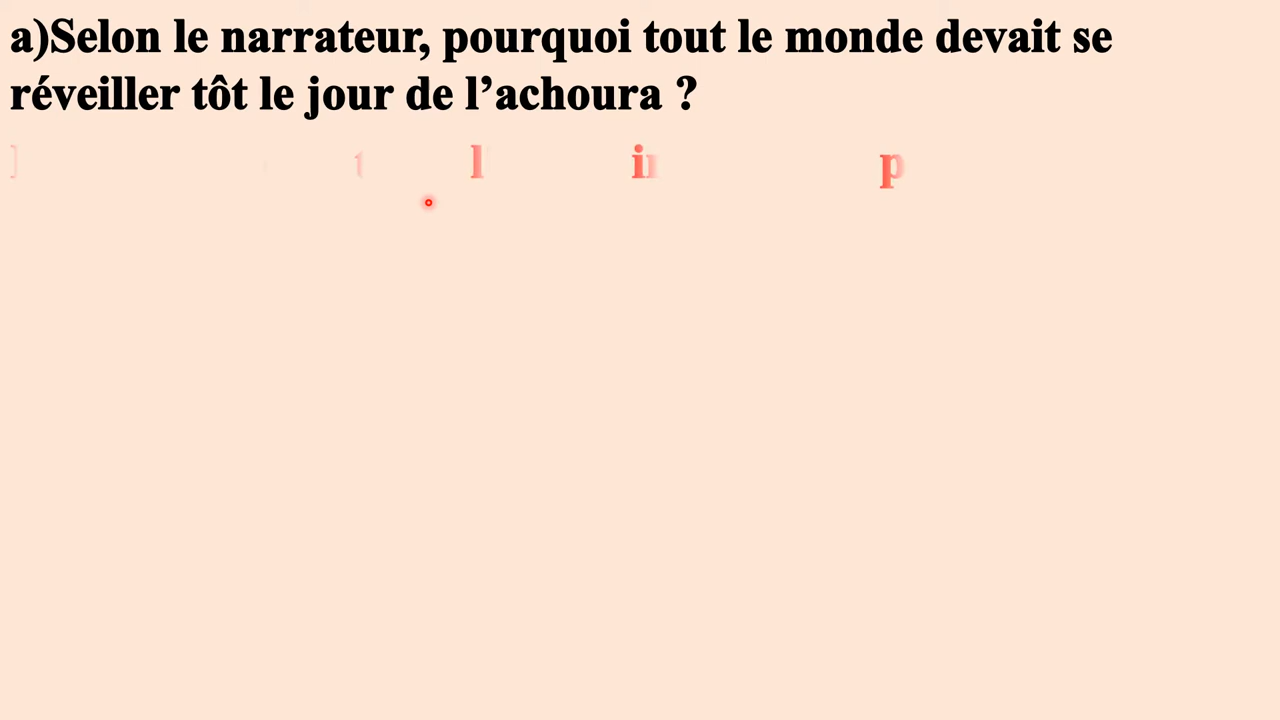 a)Selon le narrateur, pourquoi tout le monde devait se
réveiller tôt le jour de l’achoura ?